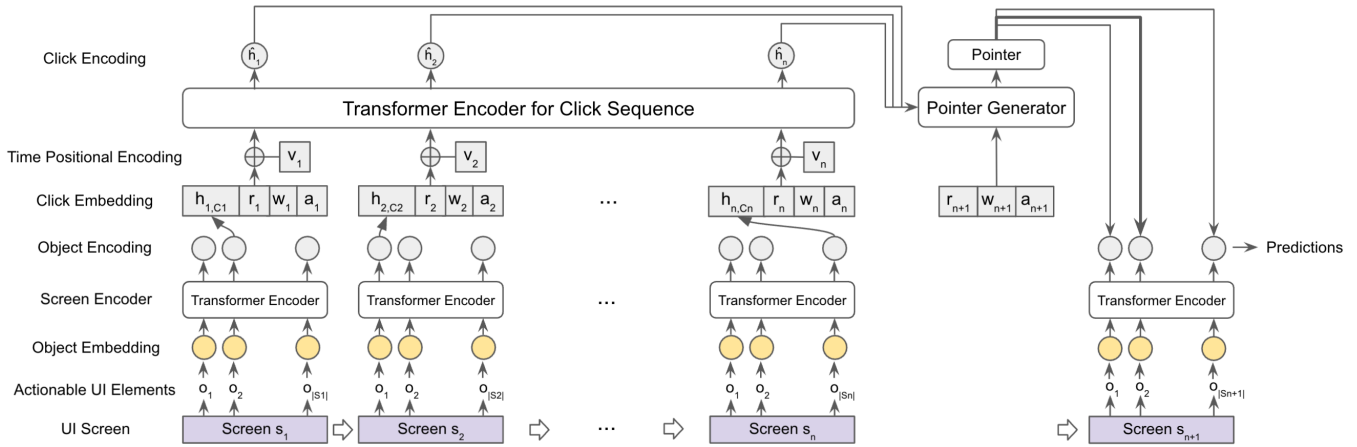 Click Encoding ĥ1 ĥ2 ĥn Pointer
Transformer Encoder for Click Sequence Pointer Generator
Time Positional Encoding v1 v2 vn
Click Embedding h1,C1 r1 w1 a1 h2,C2 r2 w2 a2 ... hn,Cn rn wn an rn+1 wn+1 an+1
Object Encoding Predictions
Screen Encoder Transformer Encoder Transformer Encoder ... Transformer Encoder Transformer Encoder
Object Embedding
Actionable UI Elements o1 o2 o|S1| o1 o2 o|S2| o1 o2 o|Sn| o1 o2 o|Sn+1|
UI Screen Screen s1 Screen s2 ... Screen sn Screen sn+1